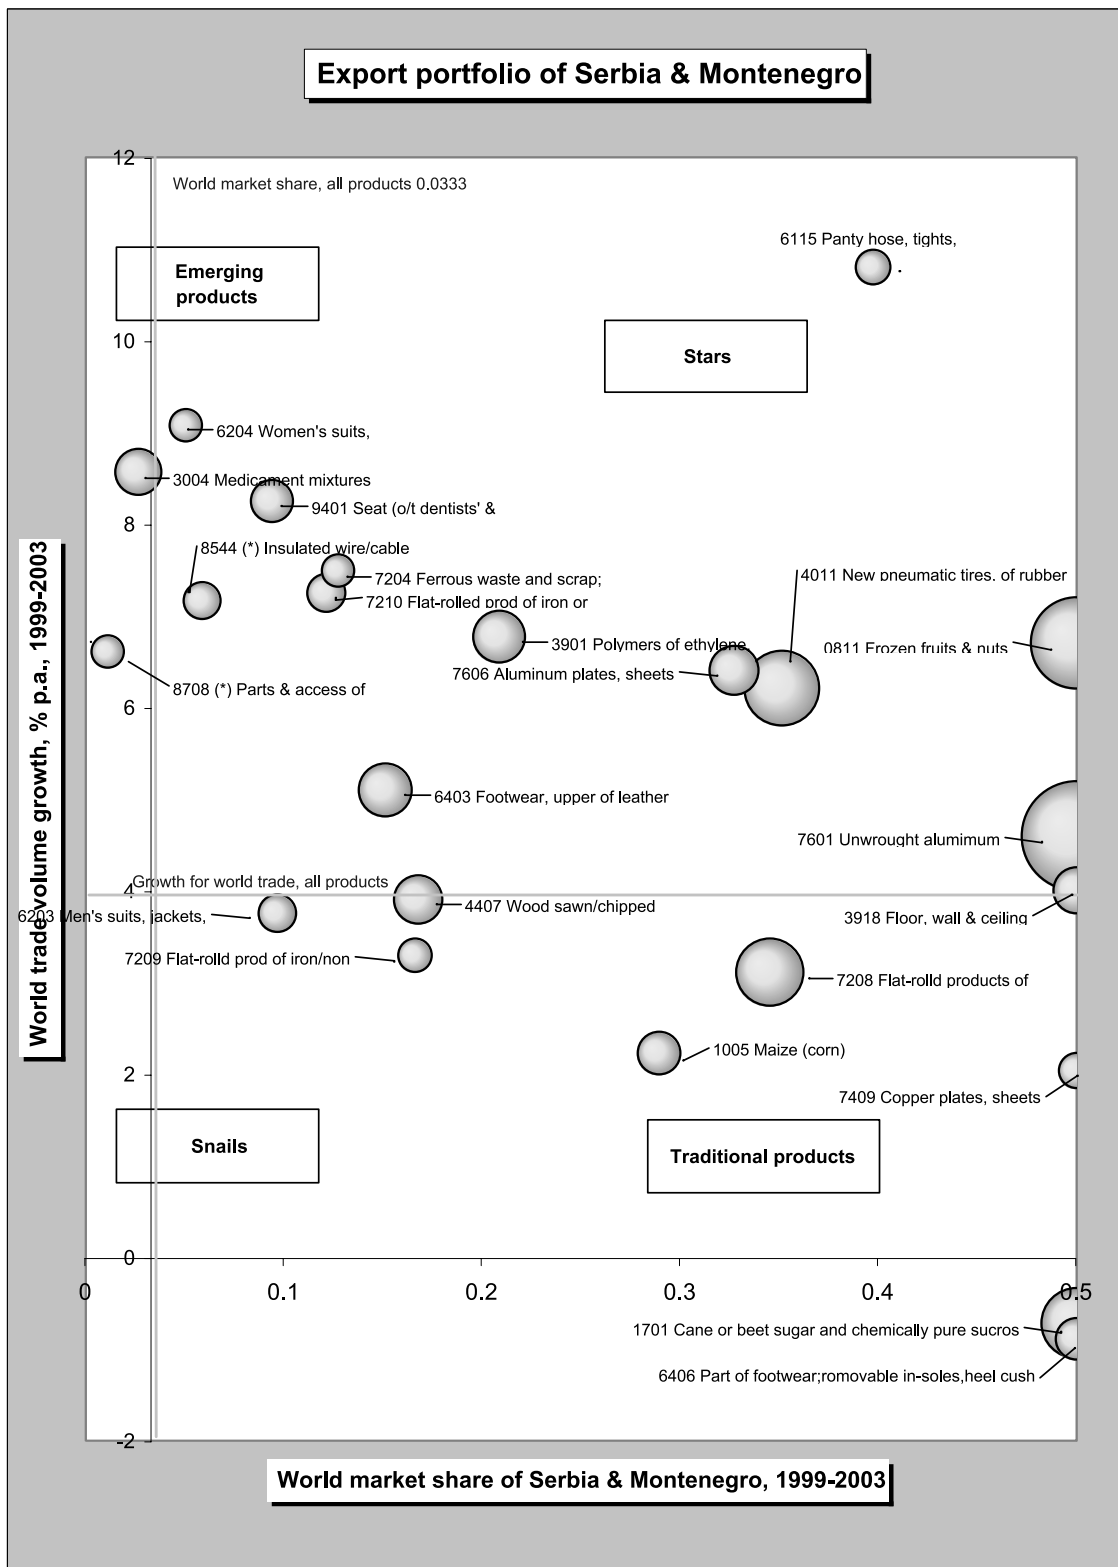 Export portfolio of Serbia & Montenegro
12
World market share, all products 0.0333
6115 Panty hose, tights,
Emerging
products
10
Stars
6204 Women's suits,
3004 Medicament mixtures
9401 Seat (o/t dentists' &
8
8544 (*) Insulated wire/cable
7204 Ferrous waste and scrap;
4011 New pneumatic tires. of rubber
7210 Flat-rolled prod of iron or
3901 Polymers of ethylene,
0811 Frozen fruits & nuts
7606 Aluminum plates, sheets
8708 (*) Parts & access of
6
6403 Footwear, upper of leather
7601 Unwrought alumimum
World trade volume growth, % p.a., 1999-2003
Growth for world trade, all products
4
4407 Wood sawn/chipped
6203 Men's suits, jackets,
3918 Floor, wall & ceiling
7209 Flat-rolld prod of iron/non
7208 Flat-rolld products of
1005 Maize (corn)
2
7409 Copper plates, sheets
Snails
Traditional products
0
0 0.1 0.2 0.3 0.4 0.5
1701 Cane or beet sugar and chemically pure sucros
6406 Part of footwear;romovable in-soles,heel cush
-2
World market share of Serbia & Montenegro, 1999-2003